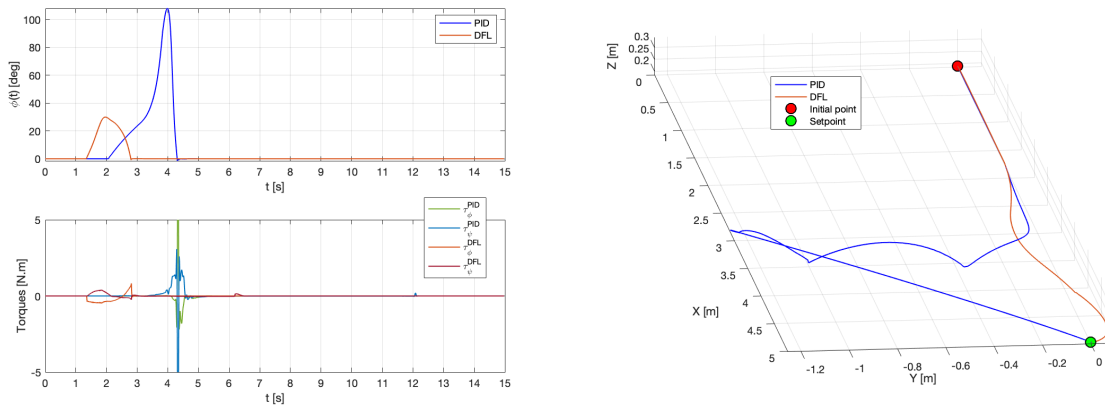 100
80
60
40
20
0
ϕ(t) [deg]
PID
DFL
0 1 2 3 4 5 6 7 8 9 10 11 12 13 14 15
t [s]
5
0
-5
Torques [N.m]
τ_ϕ^PID
τ_ψ^PID
τ_ϕ^DFL
τ_ψ^DFL
0 1 2 3 4 5 6 7 8 9 10 11 12 13 14 15
t [s]
0.3
0.25
0.2
Z [m]
0
0.5
1
1.5
2
2.5
3
3.5
4
4.5
5
X [m]
PID
DFL
Initial point
Setpoint
-1.2 -1 -0.8 -0.6 -0.4 -0.2 0
Y [m]